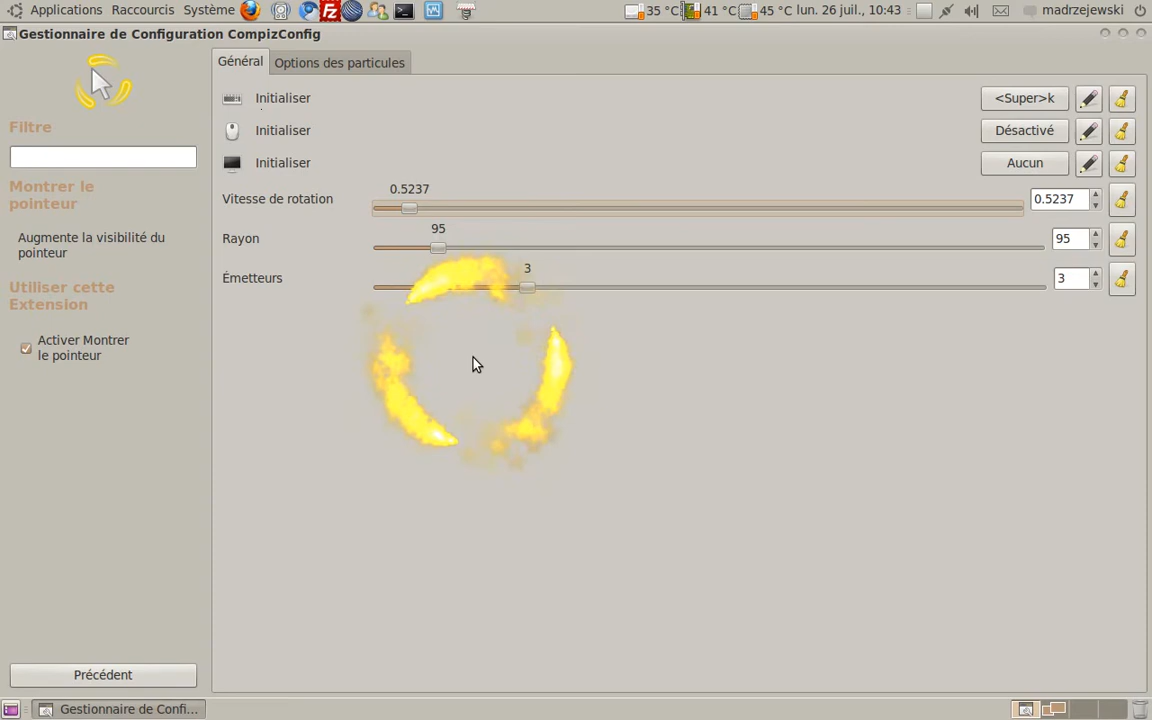 Applications Raccourcis Système 35 °C 41 °C 45 °C lun. 26 juil., 10:43 madrzejewski
Gestionnaire de Configuration CompizConfig
Filtre
Montrer le
pointeur
Augmente la visibilité du
pointeur
Utiliser cette
Extension
Activer Montrer
le pointeur
Précédent
Général Options des particules
Initialiser <Super>k
Initialiser Désactivé
Initialiser Aucun
0.5237
Vitesse de rotation 0.5237
95
Rayon 95
3
Émetteurs 3
Gestionnaire de Confi...